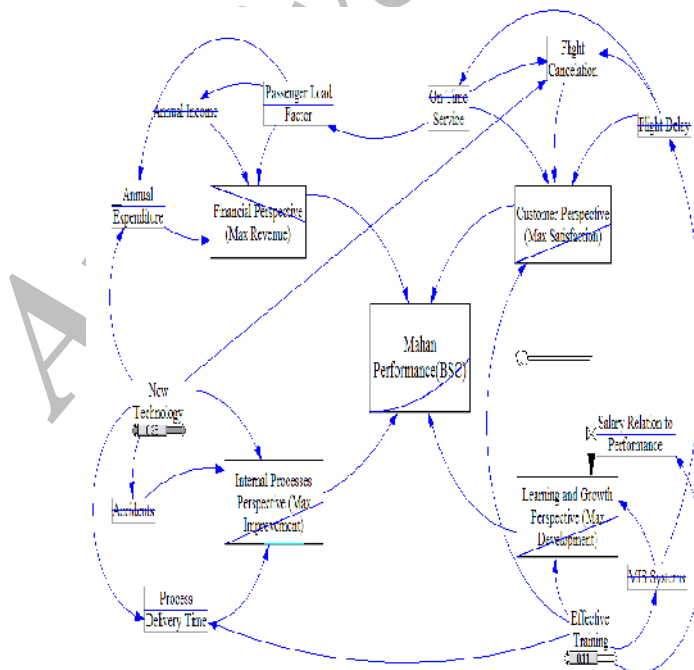 Flight
Cancelation
Passenger Load
Factor
On-Time
Service
Annual Income
Flight Delay
Annual
Expenditure
Financial Perspective
(Max Revenue)
Customer Perspective
(Max Satisfaction)
Mahan
Performance(BSC)
New
Technology
Salary Relation to
Performance
Internal Processes
Perspective (Max
Improvement)
Learning and Growth
Perspective (Max
Development)
Accidents
Systems
Process
Delivery Time
Effective
Training
0.11